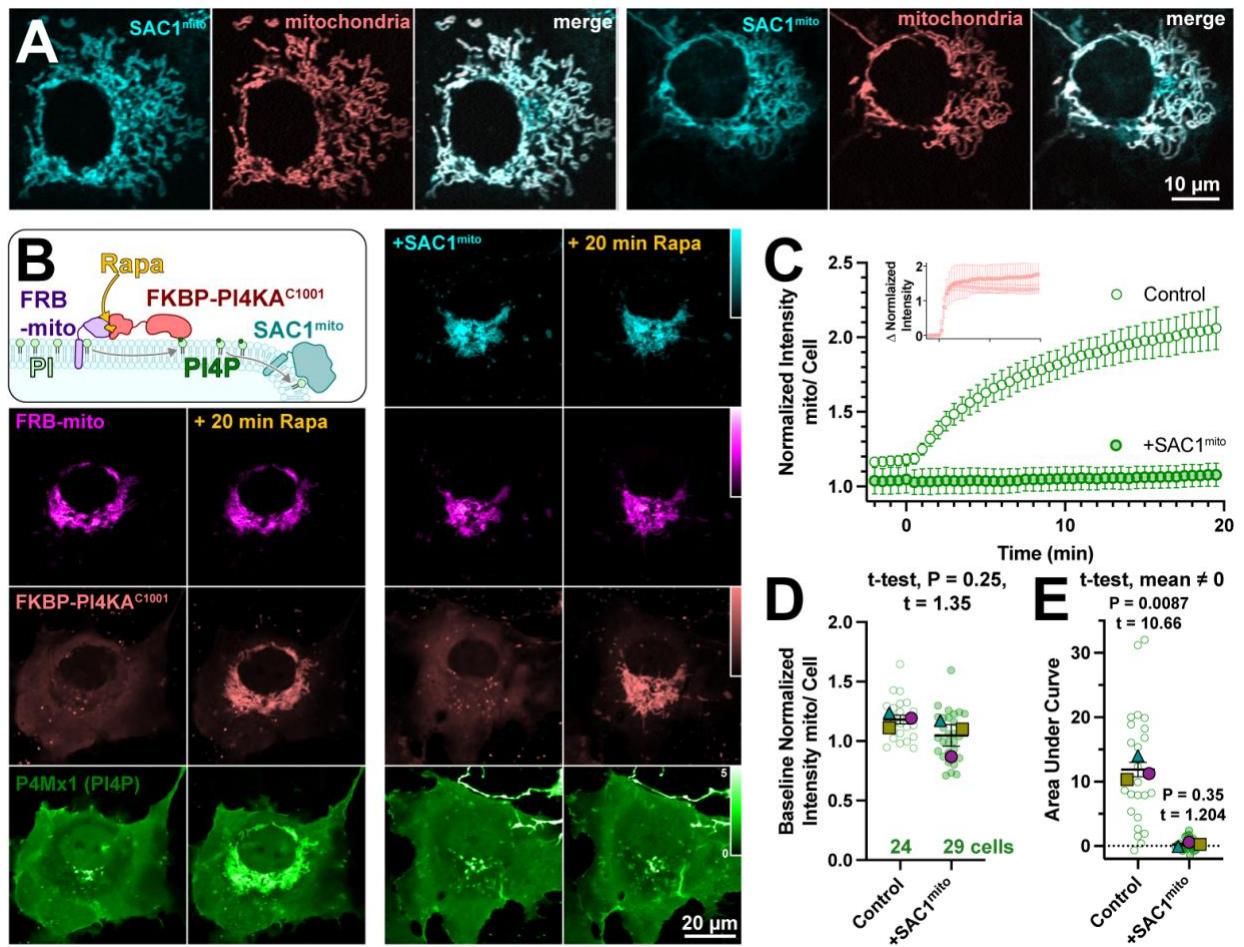 A
SAC1mito
mitochondria
merge
SAC1mito
mitochondria
merge
10 µm
B
Rapa
FRB
-mito
FKBP-PI4KAC1001
SAC1mito
PI
PI4P
+SAC1mito
+ 20 min Rapa
FRB-mito
+ 20 min Rapa
FKBP-PI4KAC1001
P4Mx1 (PI4P)
5
0
20 µm
C
Normalized Intensity
mito/ Cell
2.5
2.0
1.5
1.0
Δ Normlaized
Intensity
2
1
0
Control
+SAC1mito
0
10
20
Time (min)
D
t-test, P = 0.25,
t = 1.35
Baseline Normalized
Intensity mito/ Cell
2.0
1.5
1.0
0.5
0.0
24
29 cells
Control
+SAC1mito
E
t-test, mean ≠ 0
P = 0.0087
t = 10.66
Area Under Curve
30
20
10
0
P = 0.35
t = 1.204
Control
+SAC1mito